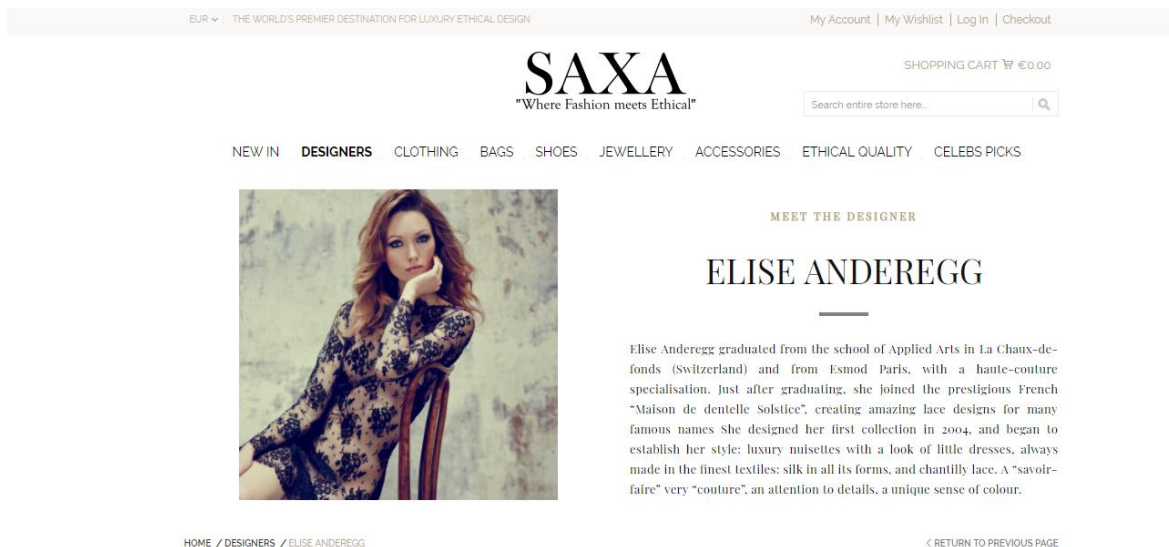 EUR THE WORLD'S PREMIER DESTINATION FOR LUXURY ETHICAL DESIGN
My Account | My Wishlist | Log In | Checkout
SAXA
"Where Fashion meets Ethical"
SHOPPING CART €0.00
Search entire store here...
NEW IN DESIGNERS CLOTHING BAGS SHOES JEWELLERY ACCESSORIES ETHICAL QUALITY CELEBS PICKS
MEET THE DESIGNER
ELISE ANDEREGG
Elise Anderegg graduated from the school of Applied Arts in La Chaux-de-
fonds (Switzerland) and from Esmod Paris, with a haute-couture
specialisation. Just after graduating, she joined the prestigious French
“Maison de dentelle Solstice”, creating amazing lace designs for many
famous names She designed her first collection in 2004, and began to
establish her style: luxury nuisettes with a look of little dresses, always
made in the finest textiles: silk in all its forms, and chantilly lace. A “savoir-
faire” very “couture”, an attention to details, a unique sense of colour.
HOME / DESIGNERS / ELISE ANDEREGG
< RETURN TO PREVIOUS PAGE